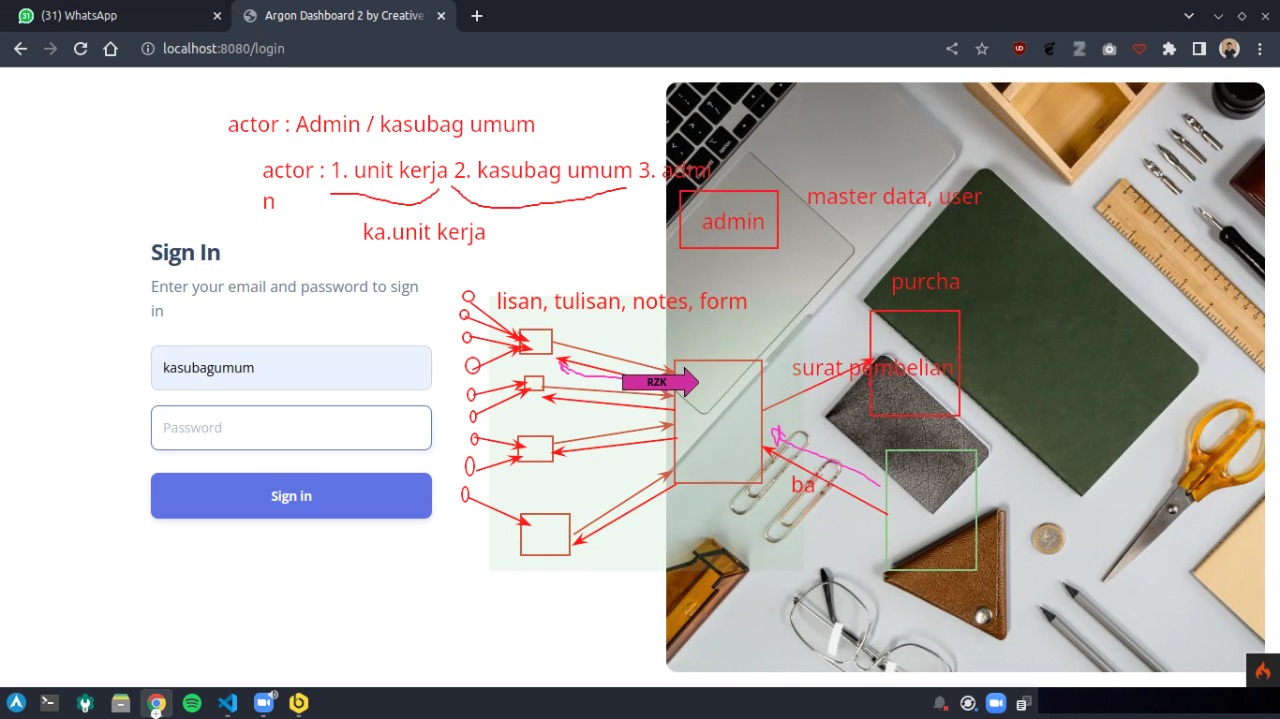 (31) WhatsApp
Argon Dashboard 2 by Creative
localhost:8080/login
actor : Admin / kasubag umum
actor : 1. unit kerja 2. kasubag umum 3. admi
n
ka.unit kerja
master data, user
admin
Sign In
Enter your email and password to sign
in
purcha
lisan, tulisan, notes, form
kasubagumum
surat pembelian
RZK
Password
ba
Sign in